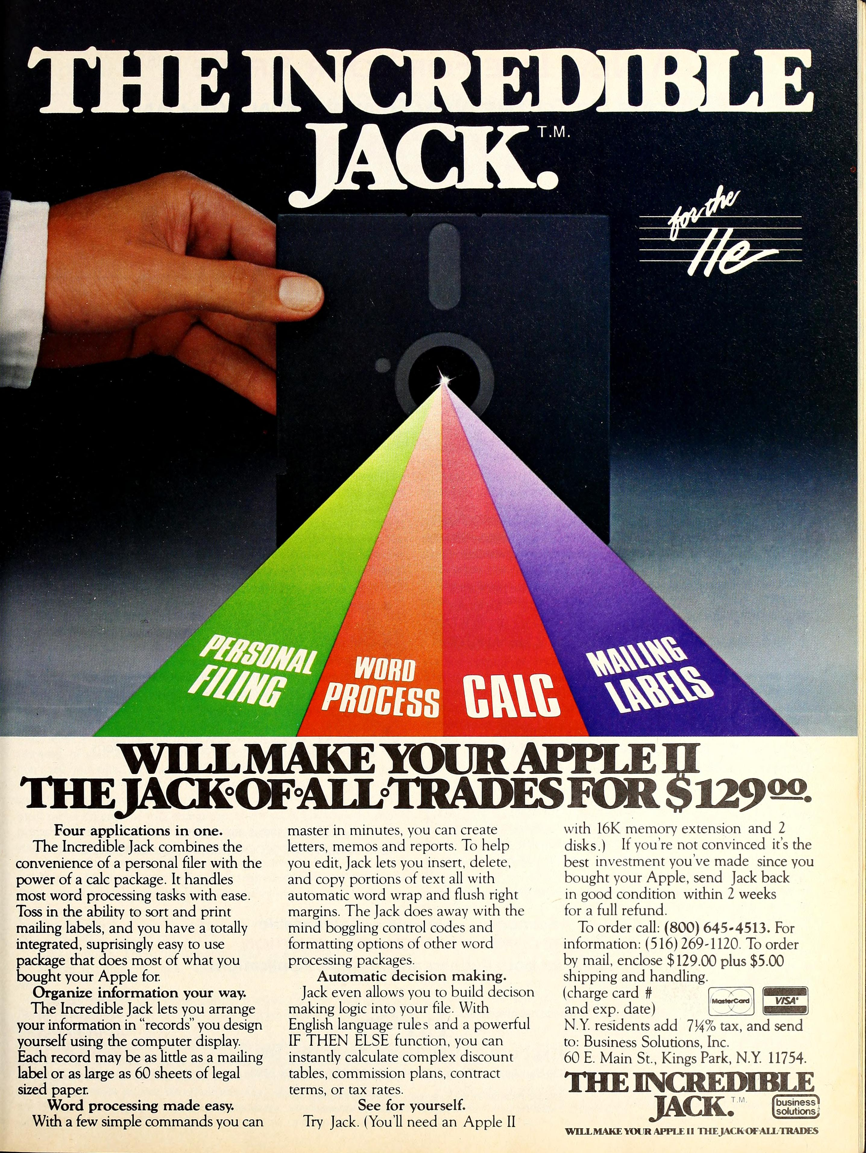 THE INCREDIBLE
JACK.™
for the
IIe
PERSONAL
FILING
WORD
PROCESS
CALC
MAILING
LABELS
WILL MAKE YOUR APPLE II
THE JACK•OF•ALL•TRADES FOR $129⁰⁰.
Four applications in one.
The Incredible Jack combines the
convenience of a personal filer with the
power of a calc package. It handles
most word processing tasks with ease.
Toss in the ability to sort and print
mailing labels, and you have a totally
integrated, suprisingly easy to use
package that does most of what you
bought your Apple for.
Organize information your way.
The Incredible Jack lets you arrange
your information in “records” you design
yourself using the computer display.
Each record may be as little as a mailing
label or as large as 60 sheets of legal
sized paper.
Word processing made easy.
With a few simple commands you can
master in minutes, you can create
letters, memos and reports. To help
you edit, Jack lets you insert, delete,
and copy portions of text all with
automatic word wrap and flush right
margins. The Jack does away with the
mind boggling control codes and
formatting options of other word
processing packages.
Automatic decision making.
Jack even allows you to build decison
making logic into your file. With
English language rules and a powerful
IF THEN ELSE function, you can
instantly calculate complex discount
tables, commission plans, contract
terms, or tax rates.
See for yourself.
Try Jack. (You'll need an Apple II
with 16K memory extension and 2
disks.) If you're not convinced it's the
best investment you've made since you
bought your Apple, send Jack back
in good condition within 2 weeks
for a full refund.
To order call: (800) 645-4513. For
information: (516) 269-1120. To order
by mail, enclose $129.00 plus $5.00
shipping and handling.
(charge card #
and exp. date)
MasterCard
VISA®
N.Y. residents add 7¼% tax, and send
to: Business Solutions, Inc.
60 E. Main St., Kings Park, N.Y. 11754.
THE INCREDIBLE
JACK.™
business
solutions
WILL MAKE YOUR APPLE II THE JACK•OF•ALL•TRADES